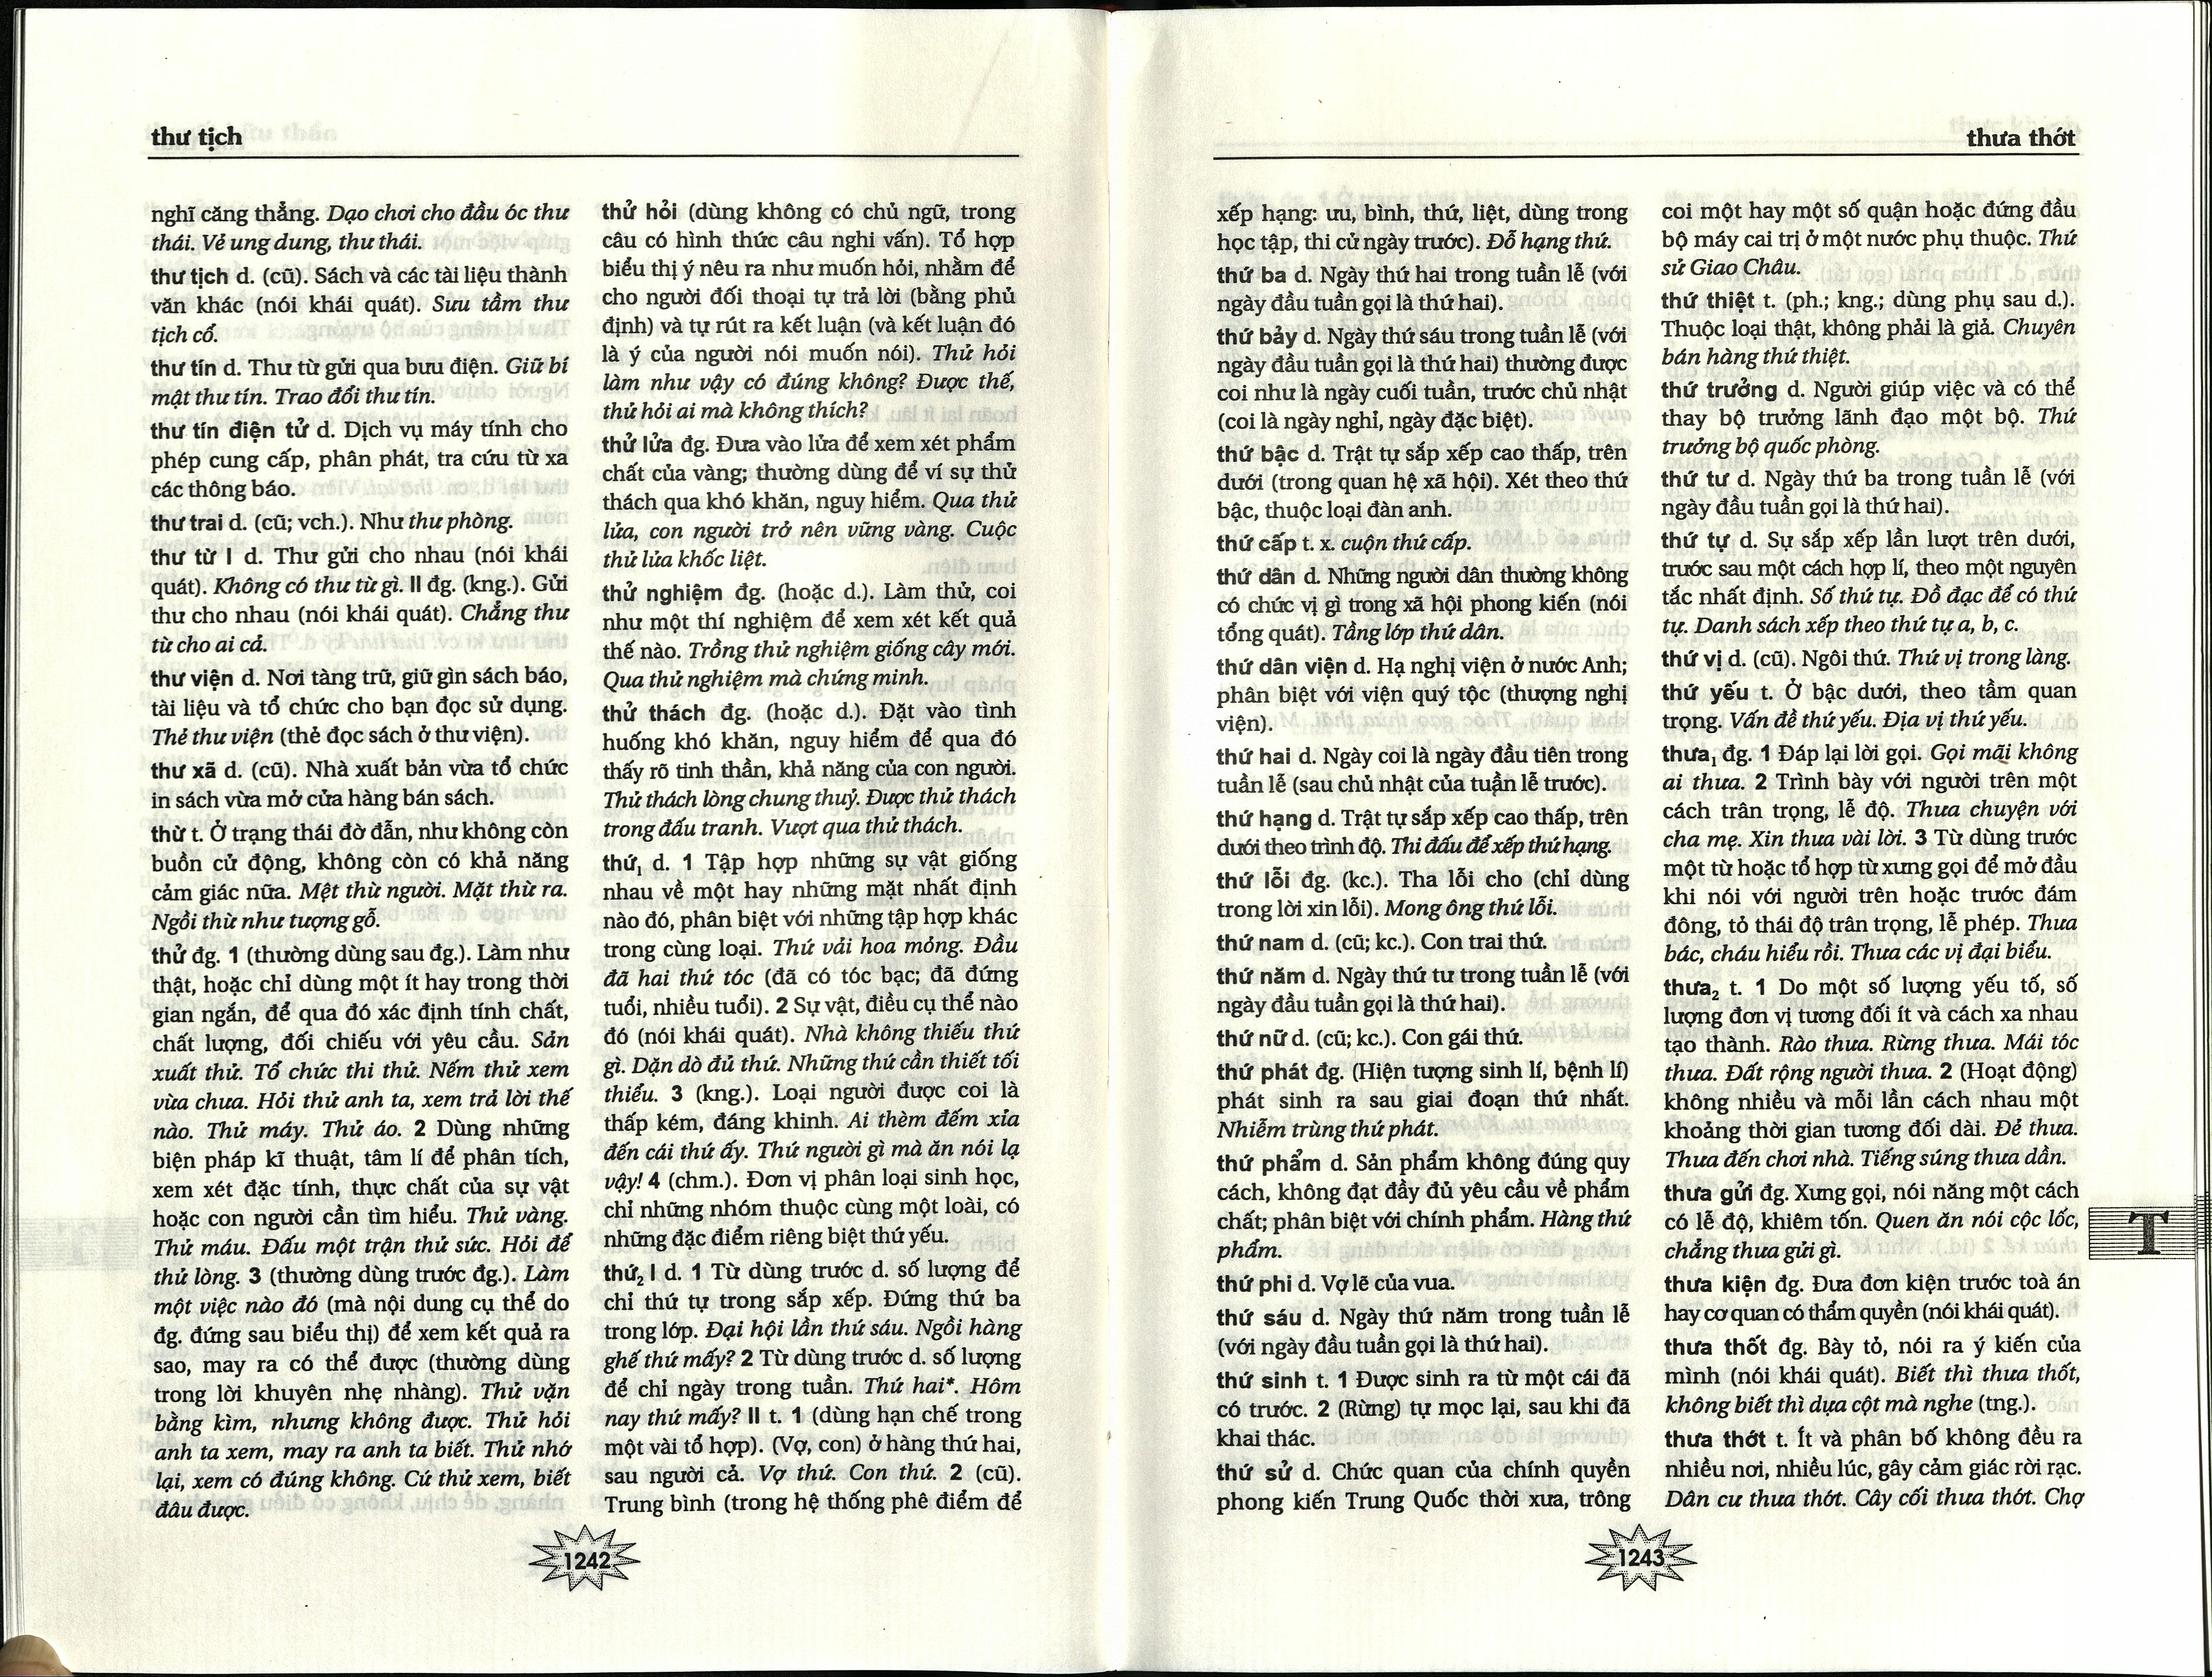 thư tịch
nghĩ căng thẳng. Dạo chơi cho đầu óc thư
thái. Vẻ ung dung, thư thái.
thư tịch d. (cũ). Sách và các tài liệu thành
văn khác (nói khái quát). Sưu tầm thư
tịch cổ.
thư tín d. Thư từ gửi qua bưu điện. Giữ bí
mật thư tín. Trao đổi thư tín.
thư tín điện tử d. Dịch vụ máy tính cho
phép cung cấp, phân phát, tra cứu từ xa
các thông báo.
thư trai d. (cũ; vch.). Như thư phòng.
thư từ I d. Thư gửi cho nhau (nói khái
quát). Không có thư từ gì. II đg. (kng.). Gửi
thư cho nhau (nói khái quát). Chẳng thư
từ cho ai cả.
thư viện d. Nơi tàng trữ, giữ gìn sách báo,
tài liệu và tổ chức cho bạn đọc sử dụng.
Thẻ thư viện (thẻ đọc sách ở thư viện).
thư xã d. (cũ). Nhà xuất bản vừa tổ chức
in sách vừa mở cửa hàng bán sách.
thừ t. Ở trạng thái đờ đẫn, như không còn
buồn cử động, không còn có khả năng
cảm giác nữa. Mệt thừ người. Mặt thừ ra.
Ngồi thừ như tượng gỗ.
thử đg. 1 (thường dùng sau đg.). Làm như
thật, hoặc chỉ dùng một ít hay trong thời
gian ngắn, để qua đó xác định tính chất,
chất lượng, đối chiếu với yêu cầu. Sản
xuất thử. Tổ chức thi thử. Nếm thử xem
vừa chưa. Hỏi thử anh ta, xem trả lời thế
nào. Thử máy. Thử áo. 2 Dùng những
biện pháp kĩ thuật, tâm lí để phân tích,
xem xét đặc tính, thực chất của sự vật
hoặc con người cần tìm hiểu. Thử vàng.
Thử máu. Đấu một trận thử sức. Hỏi để
thử lòng. 3 (thường dùng trước đg.). Làm
một việc nào đó (mà nội dung cụ thể do
đg. đứng sau biểu thị) để xem kết quả ra
sao, may ra có thể được (thường dùng
trong lời khuyên nhẹ nhàng). Thử vặn
bằng kìm, nhưng không được. Thử hỏi
anh ta xem, may ra anh ta biết. Thử nhớ
lại, xem có đúng không. Cứ thử xem, biết
đâu được.
thử hỏi (dùng không có chủ ngữ, trong
câu có hình thức câu nghi vấn). Tổ hợp
biểu thị ý nêu ra như muốn hỏi, nhằm để
cho người đối thoại tự trả lời (bằng phủ
định) và tự rút ra kết luận (và kết luận đó
là ý của người nói muốn nói). Thử hỏi
làm như vậy có đúng không? Được thế,
thử hỏi ai mà không thích?
thử lửa đg. Đưa vào lửa để xem xét phẩm
chất của vàng; thường dùng để ví sự thử
thách qua khó khăn, nguy hiểm. Qua thử
lửa, con người trở nên vững vàng. Cuộc
thử lửa khốc liệt.
thử nghiệm đg. (hoặc d.). Làm thử, coi
như một thí nghiệm để xem xét kết quả
thế nào. Trồng thử nghiệm giống cây mới.
Qua thử nghiệm mà chứng minh.
thử thách đg. (hoặc d.). Đặt vào tình
huống khó khăn, nguy hiểm để qua đó
thấy rõ tinh thần, khả năng của con người.
Thử thách lòng chung thuỷ. Được thử thách
trong đấu tranh. Vượt qua thử thách.
thứ₁ d. 1 Tập hợp những sự vật giống
nhau về một hay những mặt nhất định
nào đó, phân biệt với những tập hợp khác
trong cùng loại. Thứ vải hoa mỏng. Đầu
đã hai thứ tóc (đã có tóc bạc; đã đứng
tuổi, nhiều tuổi). 2 Sự vật, điều cụ thể nào
đó (nói khái quát). Nhà không thiếu thứ
gì. Dặn dò đủ thứ. Những thứ cần thiết tối
thiểu. 3 (kng.). Loại người được coi là
thấp kém, đáng khinh. Ai thèm đếm xỉa
đến cái thứ ấy. Thứ người gì mà ăn nói lạ
vậy! 4 (chm.). Đơn vị phân loại sinh học,
chỉ những nhóm thuộc cùng một loài, có
những đặc điểm riêng biệt thứ yếu.
thứ₂ I d. 1 Từ dùng trước d. số lượng để
chỉ thứ tự trong sắp xếp. Đứng thứ ba
trong lớp. Đại hội lần thứ sáu. Ngồi hàng
ghế thứ mấy? 2 Từ dùng trước d. số lượng
để chỉ ngày trong tuần. Thứ hai*. Hôm
nay thứ mấy? II t. 1 (dùng hạn chế trong
một vài tổ hợp). (Vợ, con) ở hàng thứ hai,
sau người cả. Vợ thứ. Con thứ. 2 (cũ).
Trung bình (trong hệ thống phê điểm để
1242
thưa thớt
xếp hạng: ưu, bình, thứ, liệt, dùng trong
học tập, thi cử ngày trước). Đỗ hạng thứ.
thứ ba d. Ngày thứ hai trong tuần lễ (với
ngày đầu tuần gọi là thứ hai).
thứ bảy d. Ngày thứ sáu trong tuần lễ (với
ngày đầu tuần gọi là thứ hai) thường được
coi như là ngày cuối tuần, trước chủ nhật
(coi là ngày nghỉ, ngày đặc biệt).
thứ bậc d. Trật tự sắp xếp cao thấp, trên
dưới (trong quan hệ xã hội). Xét theo thứ
bậc, thuộc loại đàn anh.
thứ cấp t. x. cuộn thứ cấp.
thứ dân d. Những người dân thường không
có chức vị gì trong xã hội phong kiến (nói
tổng quát). Tầng lớp thứ dân.
thứ dân viện d. Hạ nghị viện ở nước Anh;
phân biệt với viện quý tộc (thượng nghị
viện).
thứ hai d. Ngày coi là ngày đầu tiên trong
tuần lễ (sau chủ nhật của tuần lễ trước).
thứ hạng d. Trật tự sắp xếp cao thấp, trên
dưới theo trình độ. Thi đấu để xếp thứ hạng.
thứ lỗi đg. (kc.). Tha lỗi cho (chỉ dùng
trong lời xin lỗi). Mong ông thứ lỗi.
thứ nam d. (cũ; kc.). Con trai thứ.
thứ năm d. Ngày thứ tư trong tuần lễ (với
ngày đầu tuần gọi là thứ hai).
thứ nữ d. (cũ; kc.). Con gái thứ.
thứ phát đg. (Hiện tượng sinh lí, bệnh lí)
phát sinh ra sau giai đoạn thứ nhất.
Nhiễm trùng thứ phát.
thứ phẩm d. Sản phẩm không đúng quy
cách, không đạt đầy đủ yêu cầu về phẩm
chất; phân biệt với chính phẩm. Hàng thứ
phẩm.
thứ phi d. Vợ lẽ của vua.
thứ sáu d. Ngày thứ năm trong tuần lễ
(với ngày đầu tuần gọi là thứ hai).
thứ sinh t. 1 Được sinh ra từ một cái đã
có trước. 2 (Rừng) tự mọc lại, sau khi đã
khai thác.
thứ sử d. Chức quan của chính quyền
phong kiến Trung Quốc thời xưa, trông
coi một hay một số quận hoặc đứng đầu
bộ máy cai trị ở một nước phụ thuộc. Thứ
sử Giao Châu.
thứ thiệt t. (ph.; kng.; dùng phụ sau d.).
Thuộc loại thật, không phải là giả. Chuyên
bán hàng thứ thiệt.
thứ trưởng d. Người giúp việc và có thể
thay bộ trưởng lãnh đạo một bộ. Thứ
trưởng bộ quốc phòng.
thứ tư d. Ngày thứ ba trong tuần lễ (với
ngày đầu tuần gọi là thứ hai).
thứ tự d. Sự sắp xếp lần lượt trên dưới,
trước sau một cách hợp lí, theo một nguyên
tắc nhất định. Số thứ tự. Đồ đạc để có thứ
tự. Danh sách xếp theo thứ tự a, b, c.
thứ vị d. (cũ). Ngôi thứ. Thứ vị trong làng.
thứ yếu t. Ở bậc dưới, theo tầm quan
trọng. Vấn đề thứ yếu. Địa vị thứ yếu.
thưa₁ đg. 1 Đáp lại lời gọi. Gọi mãi không
ai thưa. 2 Trình bày với người trên một
cách trân trọng, lễ độ. Thưa chuyện với
cha mẹ. Xin thưa vài lời. 3 Từ dùng trước
một từ hoặc tổ hợp từ xưng gọi để mở đầu
khi nói với người trên hoặc trước đám
đông, tỏ thái độ trân trọng, lễ phép. Thưa
bác, cháu hiểu rồi. Thưa các vị đại biểu.
thưa₂ t. 1 Do một số lượng yếu tố, số
lượng đơn vị tương đối ít và cách xa nhau
tạo thành. Rào thưa. Rừng thưa. Mái tóc
thưa. Đất rộng người thưa. 2 (Hoạt động)
không nhiều và mỗi lần cách nhau một
khoảng thời gian tương đối dài. Đẻ thưa.
Thưa đến chơi nhà. Tiếng súng thưa dần.
thưa gửi đg. Xưng gọi, nói năng một cách
có lễ độ, khiêm tốn. Quen ăn nói cộc lốc,
chẳng thưa gửi gì.
thưa kiện đg. Đưa đơn kiện trước toà án
hay cơ quan có thẩm quyền (nói khái quát).
thưa thốt đg. Bày tỏ, nói ra ý kiến của
mình (nói khái quát). Biết thì thưa thốt,
không biết thì dựa cột mà nghe (tng.).
thưa thớt t. Ít và phân bố không đều ra
nhiều nơi, nhiều lúc, gây cảm giác rời rạc.
Dân cư thưa thớt. Cây cối thưa thớt. Chợ
T
1243